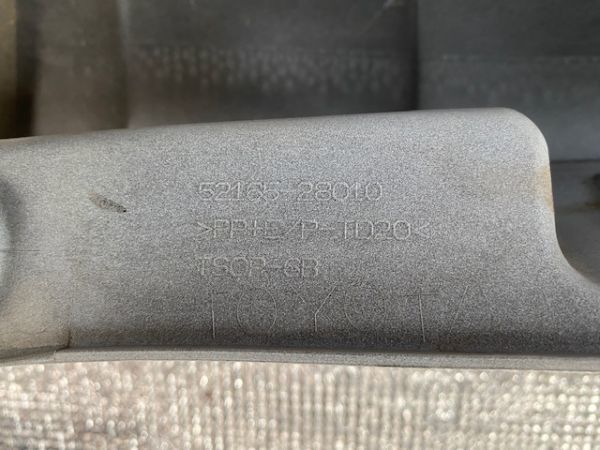 52165-28010
>PP+E/P-TD20<
TSOP-6B
TOYOTA